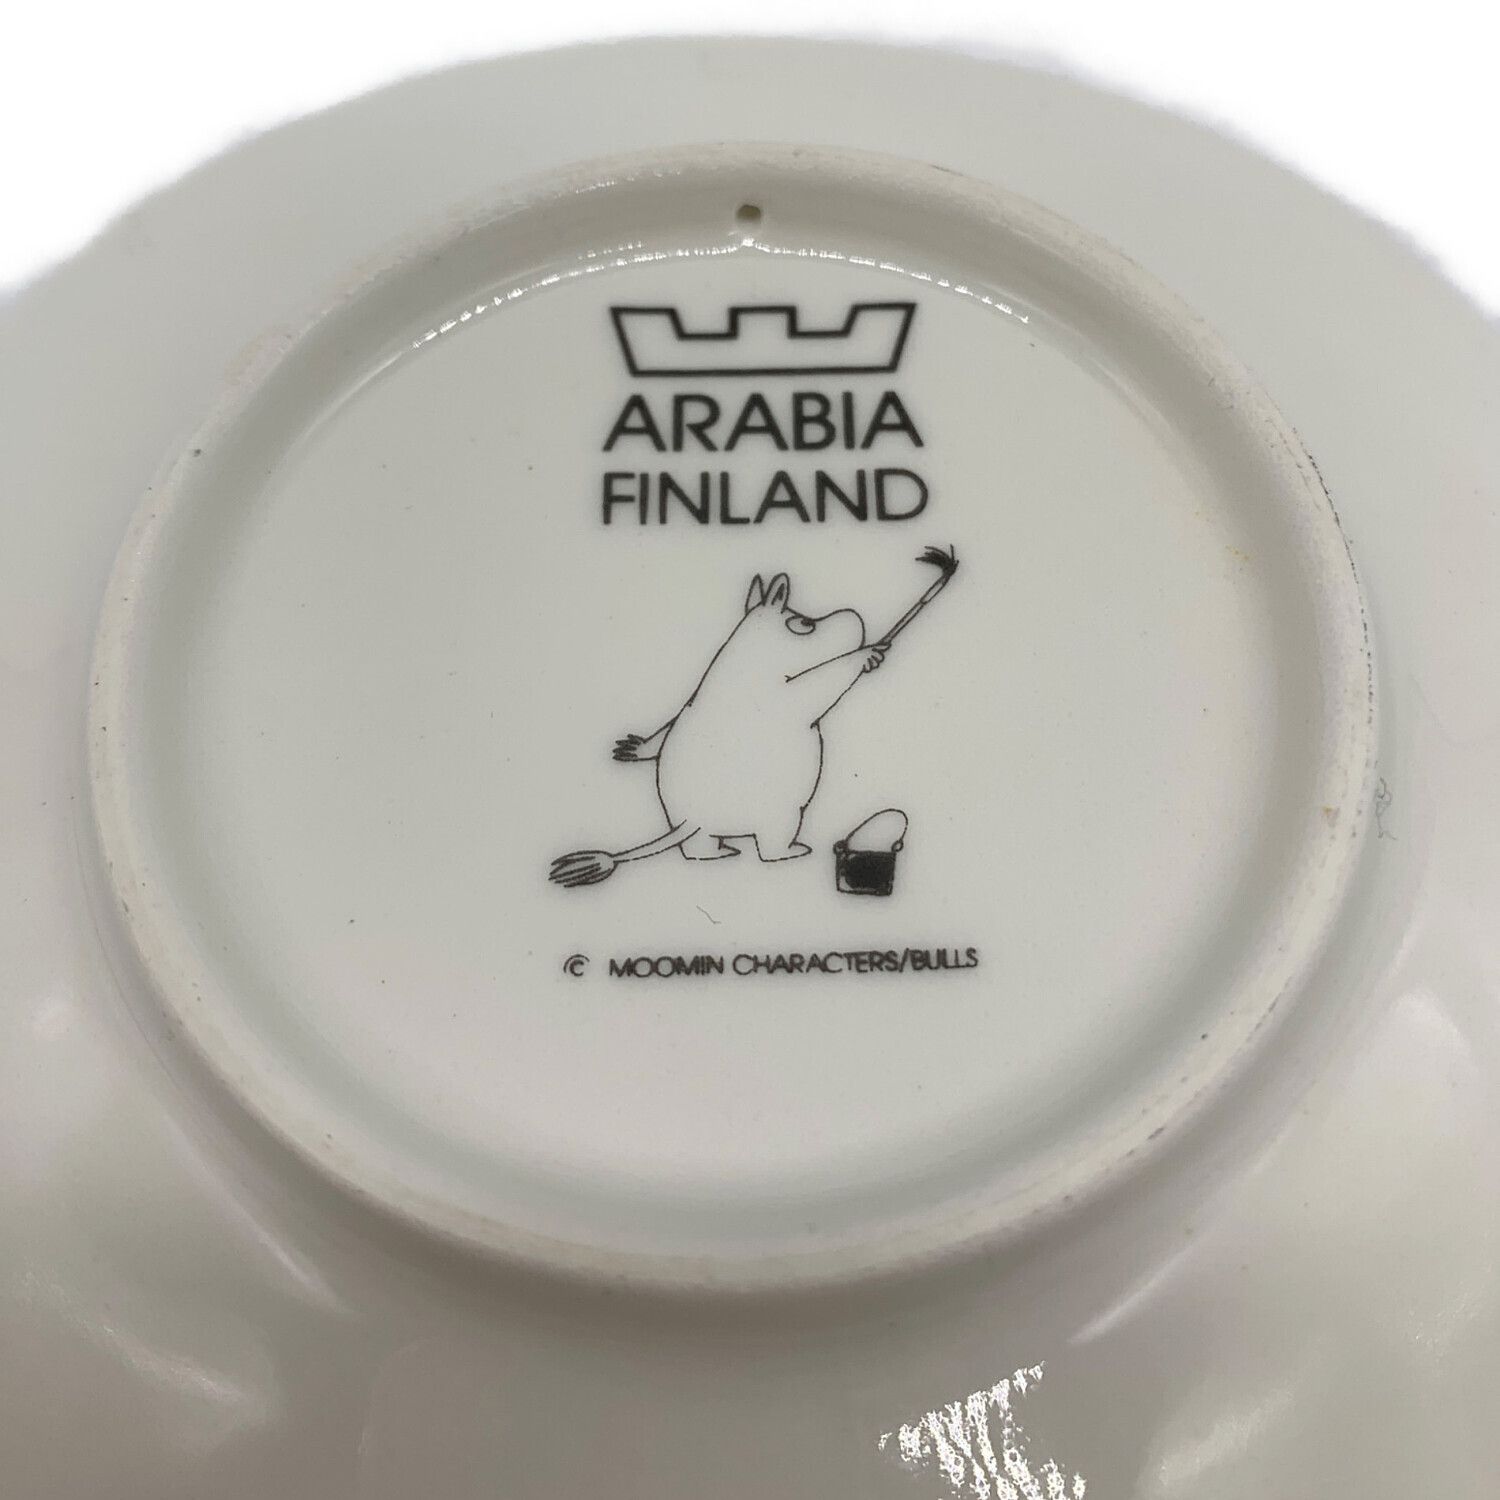 ARABIA
FINLAND
© MOOMIN CHARACTERS/BULLS